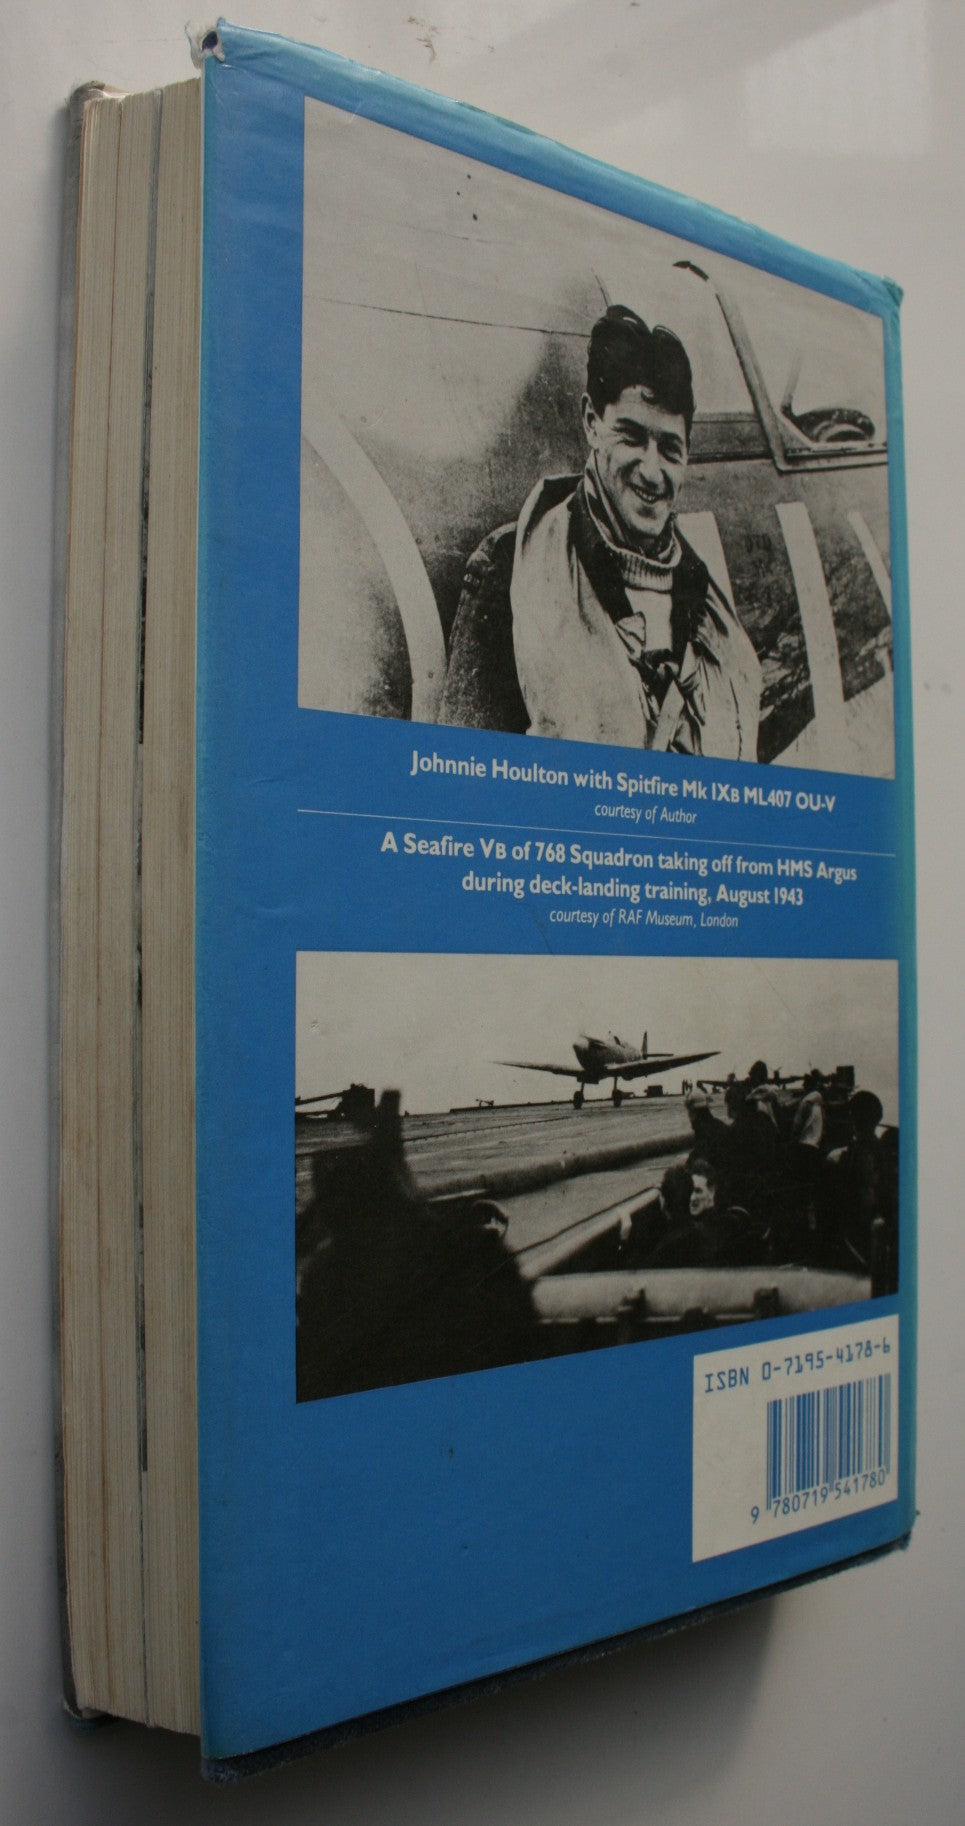 Johnnie Houlton with Spitfire Mk IXB ML407 OU-V
courtesy of Author
A Seafire VB of 768 Squadron taking off from HMS Argus
during deck-landing training, August 1943
courtesy of RAF Museum, London
ISBN 0-7195-4178-6
9 780719 541780